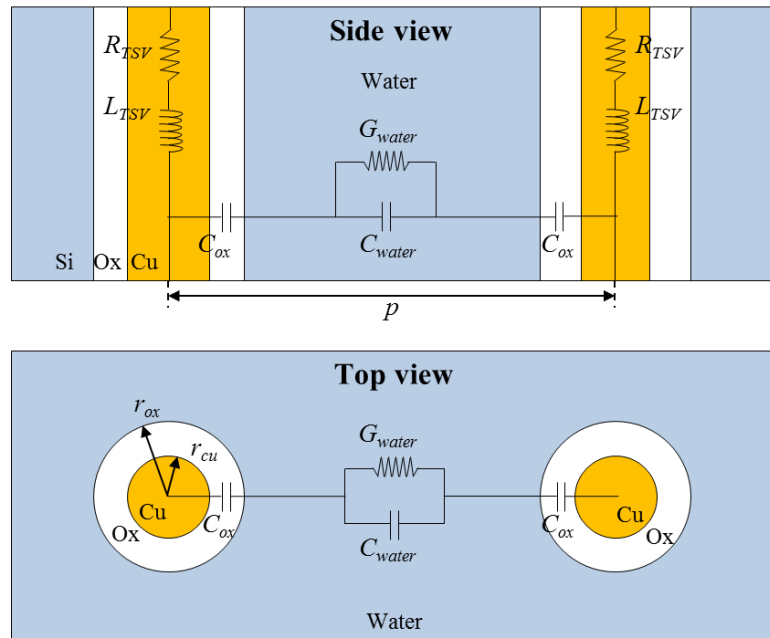 Side view
R_TSV
R_TSV
Water
L_TSV
L_TSV
G_water
C_ox
C_water
C_ox
Si Ox Cu
p
Top view
r_ox
r_cu
G_water
Cu
Cu
C_ox
C_ox
Ox
Ox
C_water
Water